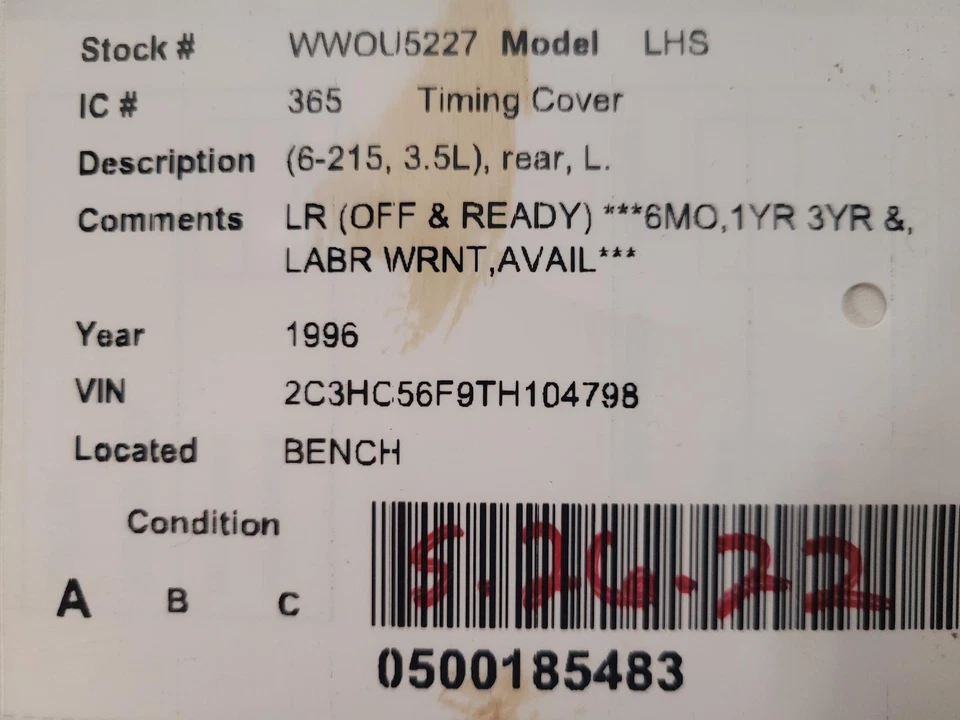 Stock # WWOU5227 Model LHS
IC # 365 Timing Cover
Description (6-215, 3.5L), rear, L.
Comments LR (OFF & READY) ***6MO,1YR 3YR &,
LABR WRNT,AVAIL***
Year 1996
VIN 2C3HC56F9TH104798
Located BENCH
Condition
A B C
5.26.22
0500185483